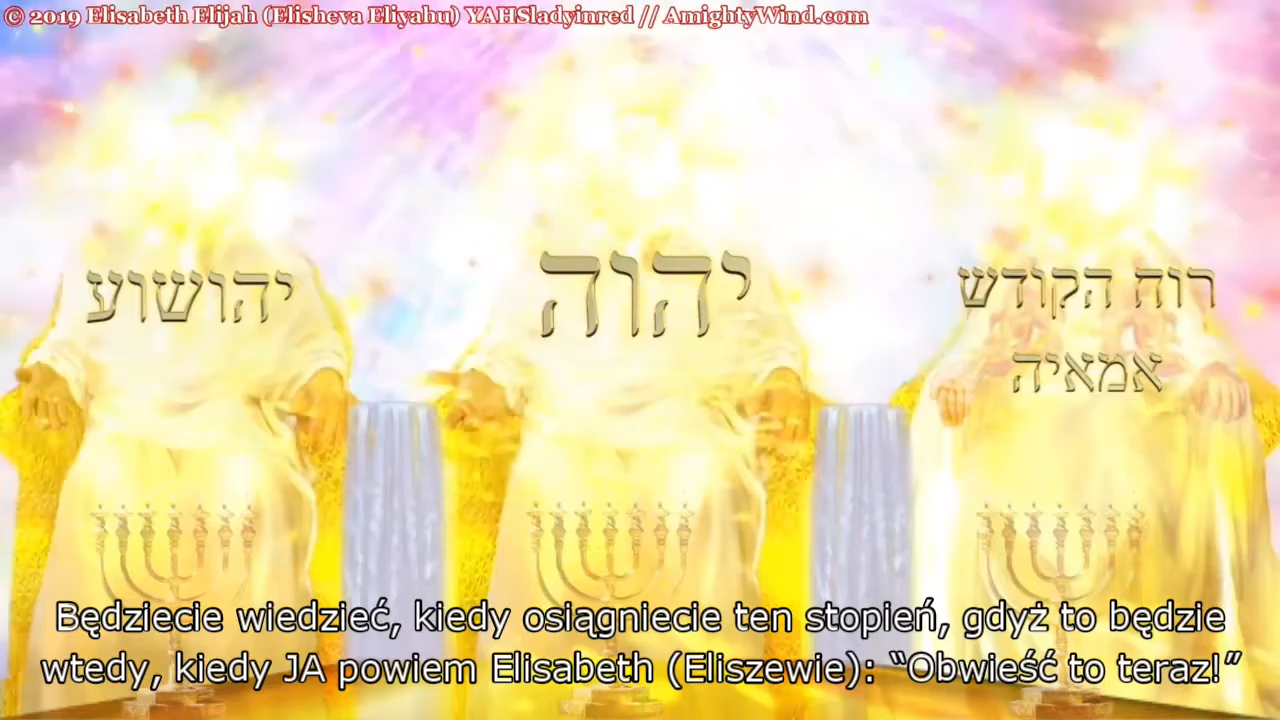 © 2019 Elisabeth Elijah (Elisheva Eliyahu) YAHSladyinred // AmightyWind.com
יהושוע
יהוה
רוח הקודש
אמאיה
Będziecie wiedzieć, kiedy osiągniecie ten stopień, gdyż to będzie
wtedy, kiedy JA powiem Elisabeth (Eliszewie): “Obwieść to teraz!”